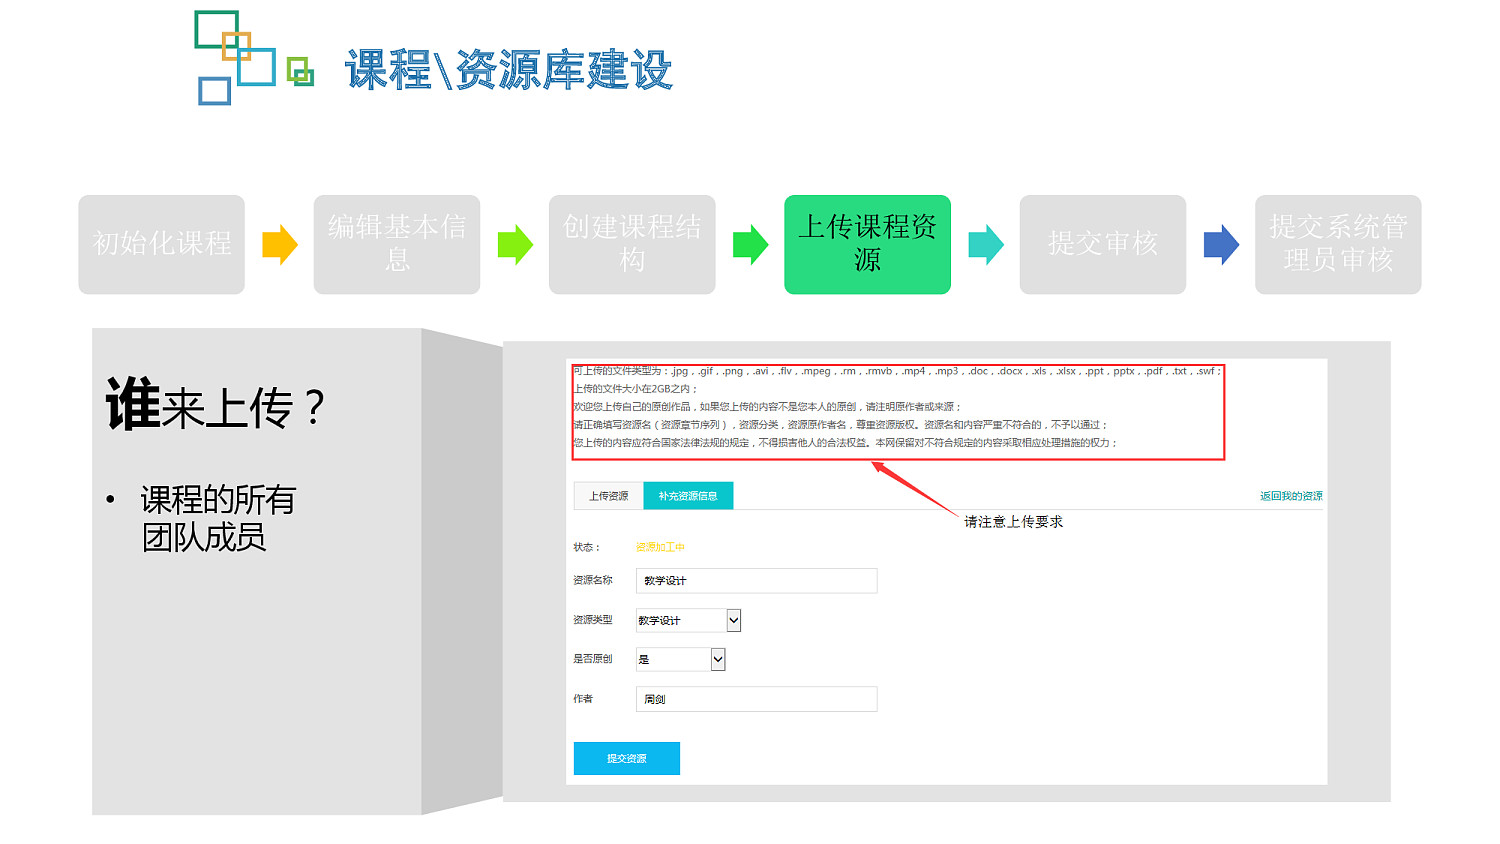 课程\资源库建设
初始化课程
编辑基本信
息
创建课程结
构
上传课程资
源
提交审核
提交系统管
理员审核
谁来上传？
• 课程的所有
团队成员
可上传的文件类型为：.jpg，.gif，.png，.avi，.flv，.mpeg，.rm，.rmvb，.mp4，.mp3，.doc，.docx，.xls，.xlsx，.ppt，pptx，.pdf，.txt，.swf；
上传的文件大小在2GB之内；
欢迎您上传自己的原创作品，如果您上传的内容不是您本人的原创，请注明原作者或来源；
请正确填写资源名（资源章节序列），资源分类，资源原作者名，尊重资源版权。资源名和内容严重不符合的，不予以通过；
您上传的内容应符合国家法律法规的规定，不得损害他人的合法权益。本网保留对不符合规定的内容采取相应处理措施的权力；
上传资源 补充资源信息 返回我的资源
请注意上传要求
状态： 资源加工中
资源名称 教学设计
资源类型 教学设计
是否原创 是
作者 周剑
提交资源